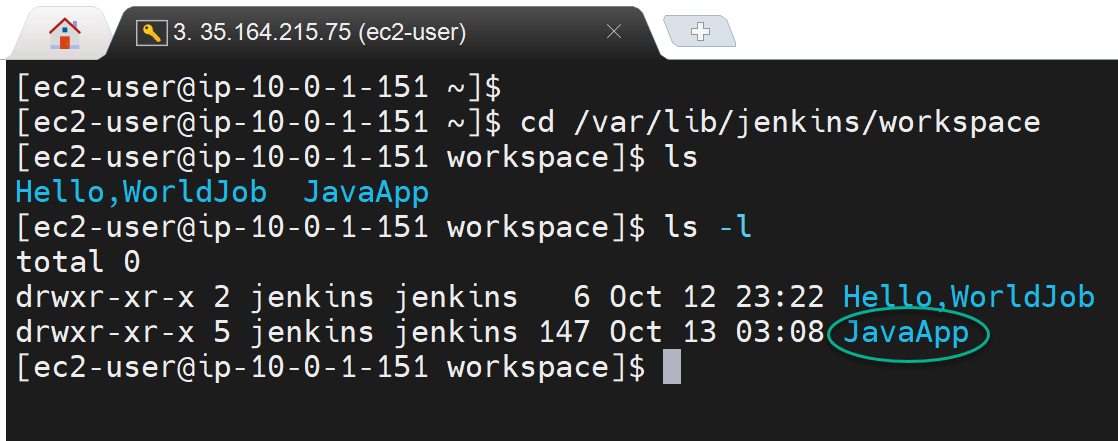 3. 35.164.215.75 (ec2-user)
[ec2-user@ip-10-0-1-151 ~]$
[ec2-user@ip-10-0-1-151 ~]$ cd /var/lib/jenkins/workspace
[ec2-user@ip-10-0-1-151 workspace]$ ls
Hello,WorldJob  JavaApp
[ec2-user@ip-10-0-1-151 workspace]$ ls -l
total 0
drwxr-xr-x 2 jenkins jenkins   6 Oct 12 23:22 Hello,WorldJob
drwxr-xr-x 5 jenkins jenkins 147 Oct 13 03:08 JavaApp
[ec2-user@ip-10-0-1-151 workspace]$